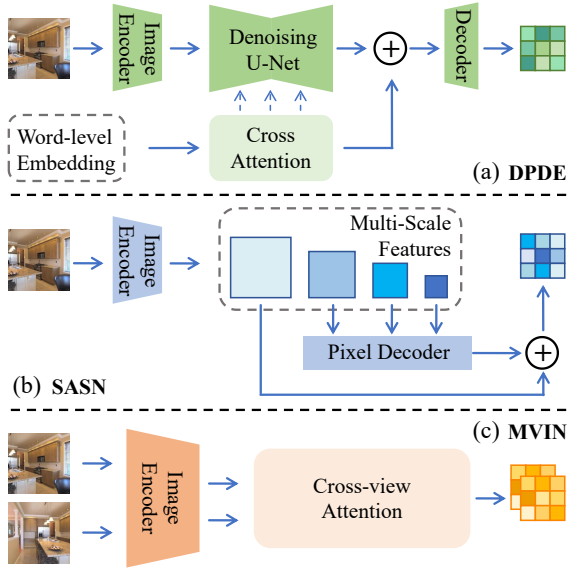 Image
Encoder
Denoising
U-Net
Decoder
Word-level
Embedding
Cross
Attention
(a) DPDE
Image
Encoder
Multi-Scale
Features
Pixel Decoder
(b) SASN
(c) MVIN
Image
Encoder
Cross-view
Attention